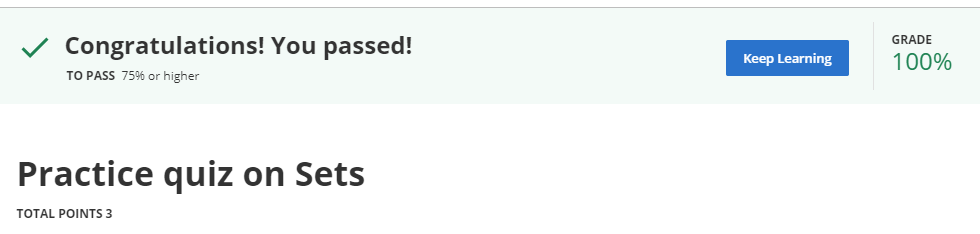 Congratulations! You passed!
TO PASS 75% or higher
Keep Learning
GRADE
100%
Practice quiz on Sets
TOTAL POINTS 3